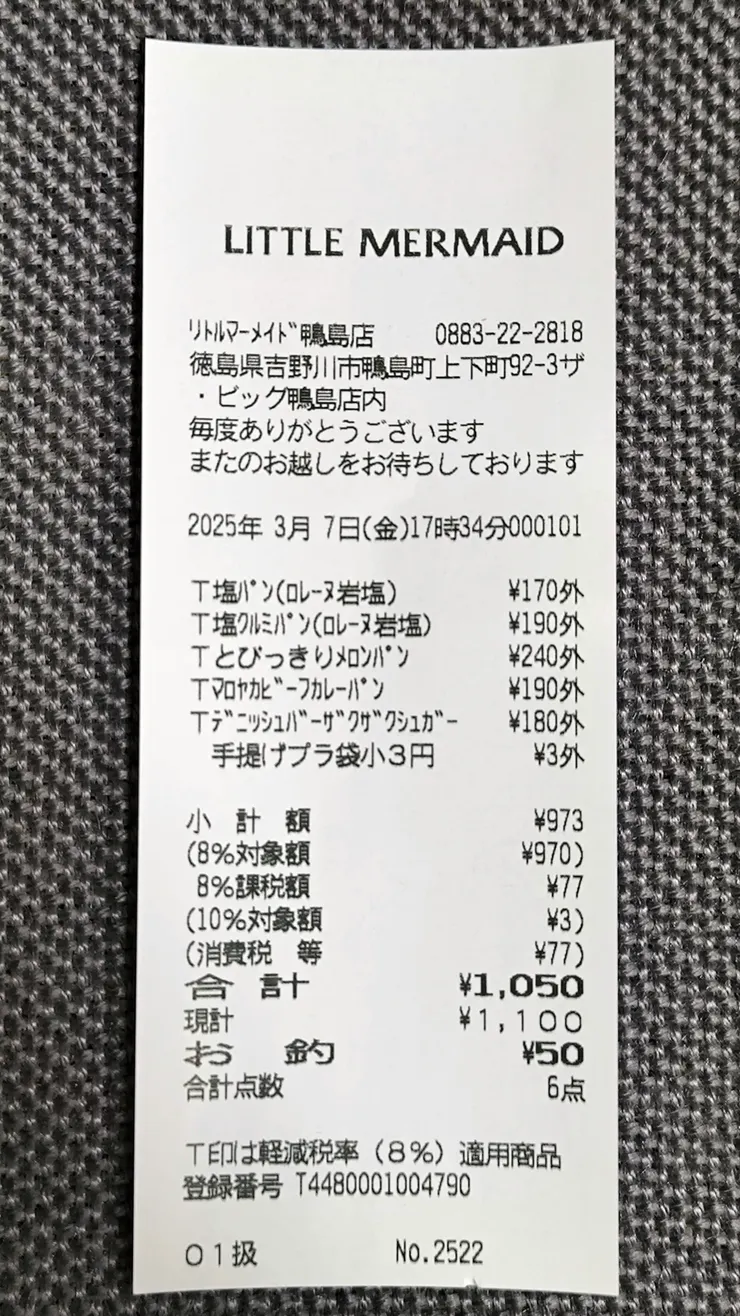 LITTLE MERMAID
ﾘﾄﾙﾏｰﾒｲﾄﾞ鴨島店 0883-22-2818
徳島県吉野川市鴨島町上下町92-3ザ
・ビッグ鴨島店内
毎度ありがとうございます
またのお越しをお待ちしております
2025年 3月 7日(金)17時34分000101
T塩ﾊﾟﾝ(ﾛﾚｰﾇ岩塩) ¥170外
T塩ｸﾙﾐﾊﾟﾝ(ﾛﾚｰﾇ岩塩) ¥190外
Tとびっきりﾒﾛﾝﾊﾟﾝ ¥240外
Tﾏﾛﾔｶﾋﾞｰﾌｶﾚｰﾊﾟﾝ ¥190外
Tﾃﾞﾆｯｼｭﾊﾞｰｻﾞｸｻﾞｸｼｭｶﾞｰ ¥180外
手提げプラ袋小3円 ¥3外
小 計 額 ¥973
(8%対象額 ¥970)
8%課税額 ¥77
(10%対象額 ¥3)
(消費税 等 ¥77)
合 計 ¥1,050
現計 ¥1,100
お 釣 ¥50
合計点数 6点
T印は軽減税率(8%)適用商品
登録番号 T4480001004790
01扱 No.2522